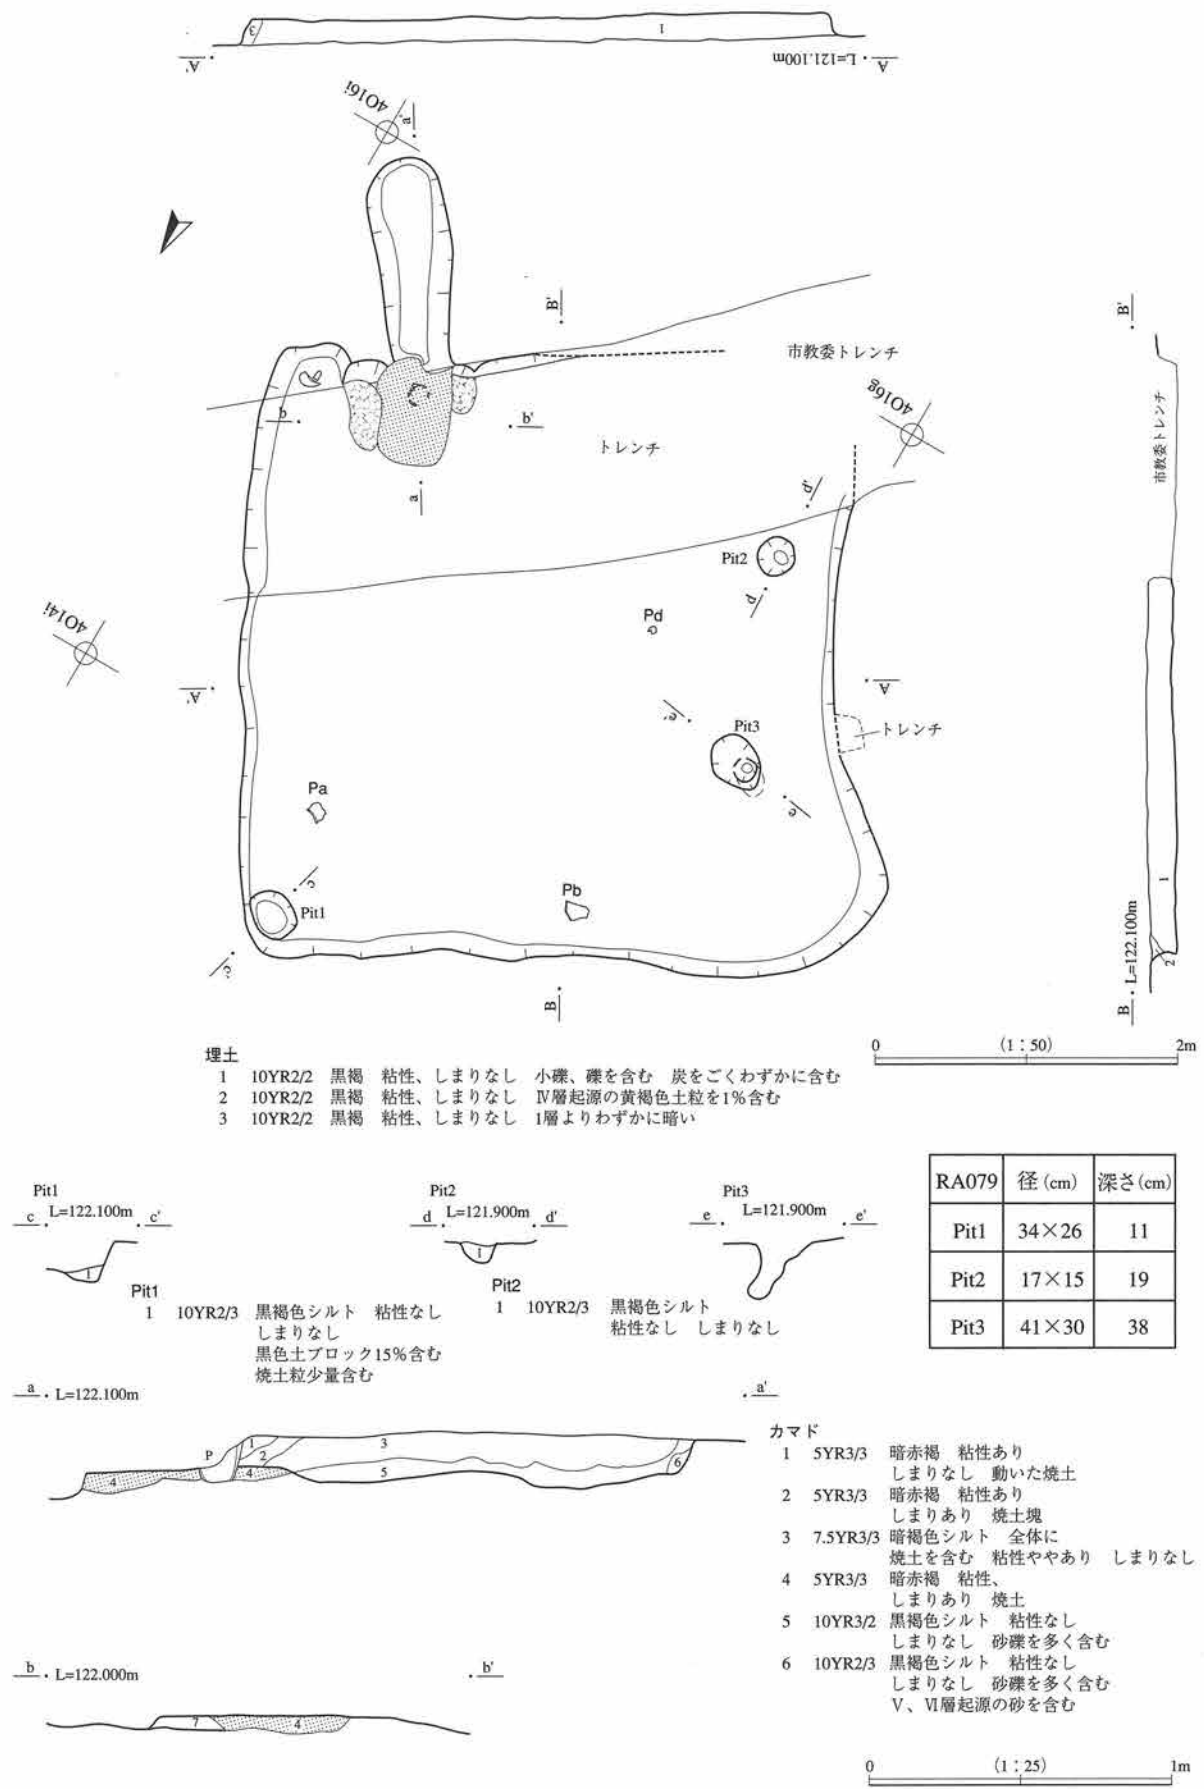 3
1
A'
A
L=121.100m
4O16i
a'
B'
B'
市教委トレンチ
4O16g
b
b'
トレンチ
市教委トレンチ
a
d'
Pit2
d
Pd
4O14i
A'
A
e'
Pit3
トレンチ
e
Pa
c
Pit1
Pb
c'
B
1
2
B
L=122.100m
0 (1：50) 2m
埋土
1 10YR2/2 黒褐 粘性、しまりなし 小礫、礫を含む 炭をごくわずかに含む
2 10YR2/2 黒褐 粘性、しまりなし Ⅳ層起源の黄褐色土粒を1％含む
3 10YR2/2 黒褐 粘性、しまりなし 1層よりわずかに暗い
RA079 径(cm) 深さ(cm)
Pit1 34×26 11
Pit2 17×15 19
Pit3 41×30 38
Pit1
c L=122.100m c'
1
Pit2
d L=121.900m d'
1
Pit3
e L=121.900m e'
Pit1
1 10YR2/3 黒褐色シルト 粘性なし
しまりなし
黒色土ブロック15％含む
焼土粒少量含む
Pit2
1 10YR2/3 黒褐色シルト
粘性なし しまりなし
a L=122.100m a'
P 1 2 3 4 4 5 6
カマド
1 5YR3/3 暗赤褐 粘性あり
しまりなし 動いた焼土
2 5YR3/3 暗赤褐 粘性あり
しまりあり 焼土塊
3 7.5YR3/3 暗褐色シルト 全体に
焼土を含む 粘性ややあり しまりなし
4 5YR3/3 暗赤褐 粘性、
しまりあり 焼土
5 10YR3/2 黒褐色シルト 粘性なし
しまりなし 砂礫を多く含む
6 10YR2/3 黒褐色シルト 粘性なし
しまりなし 砂礫を多く含む
Ⅴ、Ⅵ層起源の砂を含む
b L=122.000m b'
7 4
0 (1：25) 1m